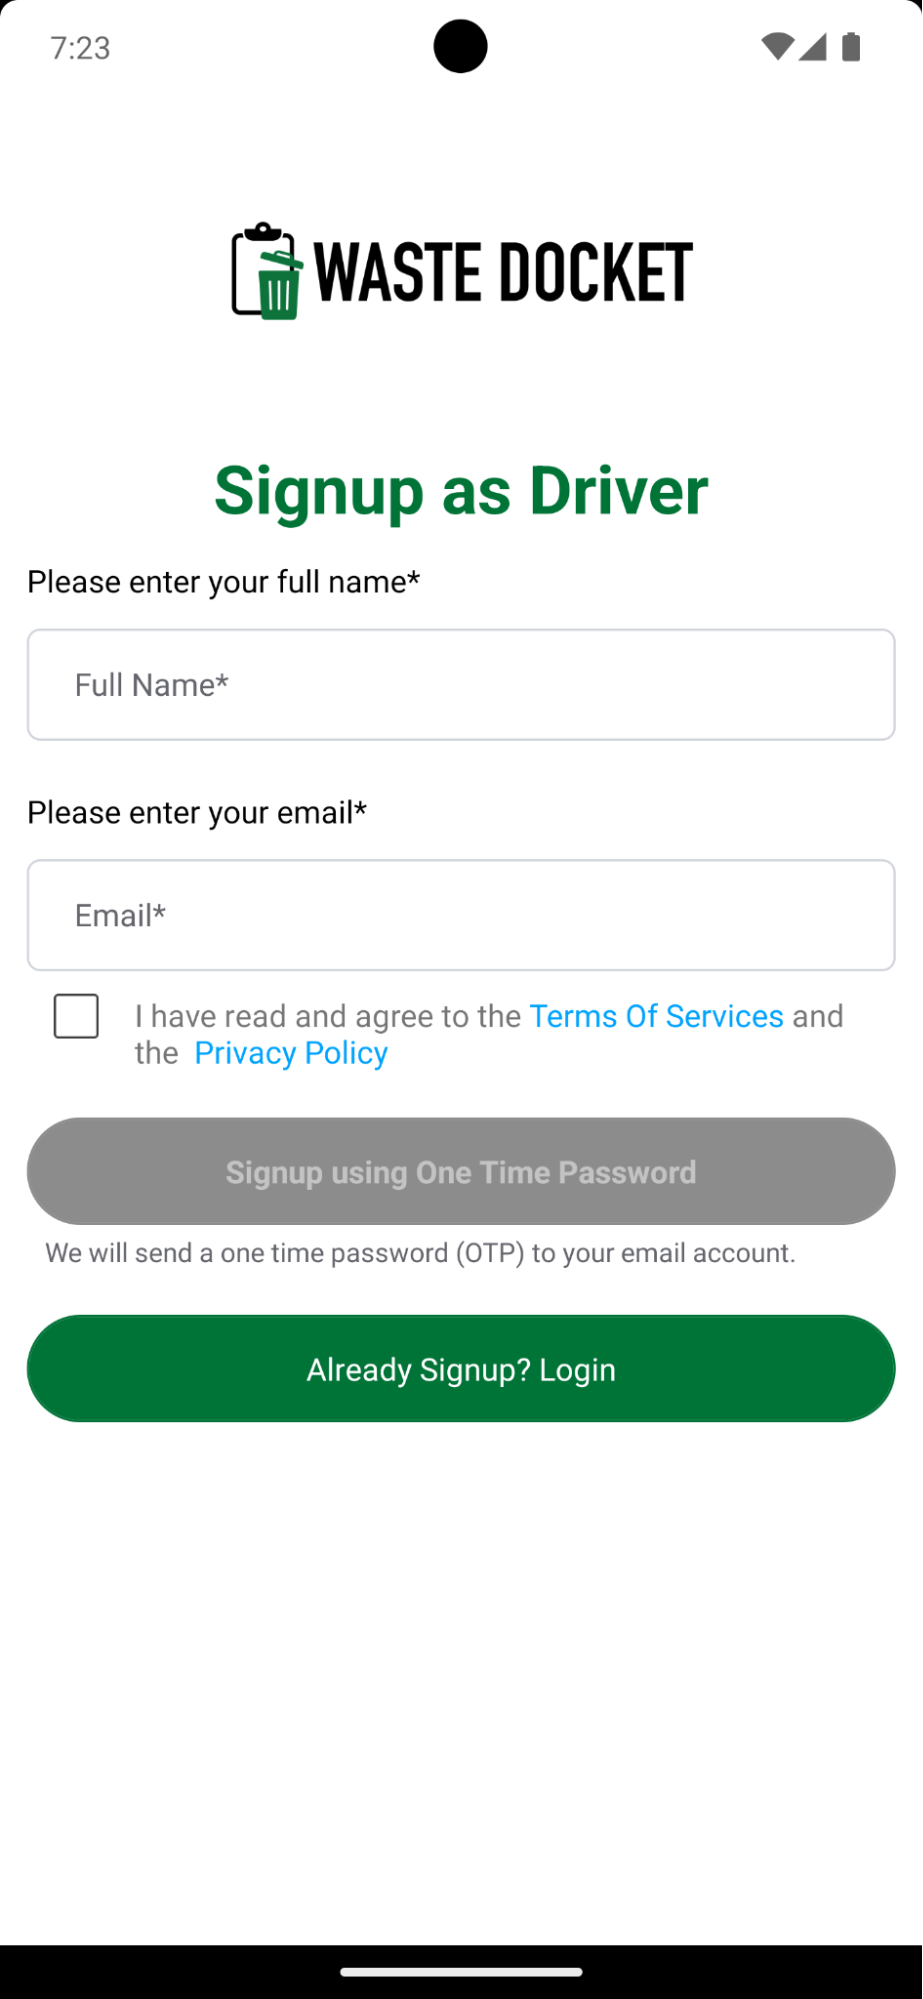 7:23
WASTE DOCKET
Signup as Driver
Please enter your full name*
Full Name*
Please enter your email*
Email*
I have read and agree to the Terms Of Services and
the Privacy Policy
Signup using One Time Password
We will send a one time password (OTP) to your email account.
Already Signup? Login